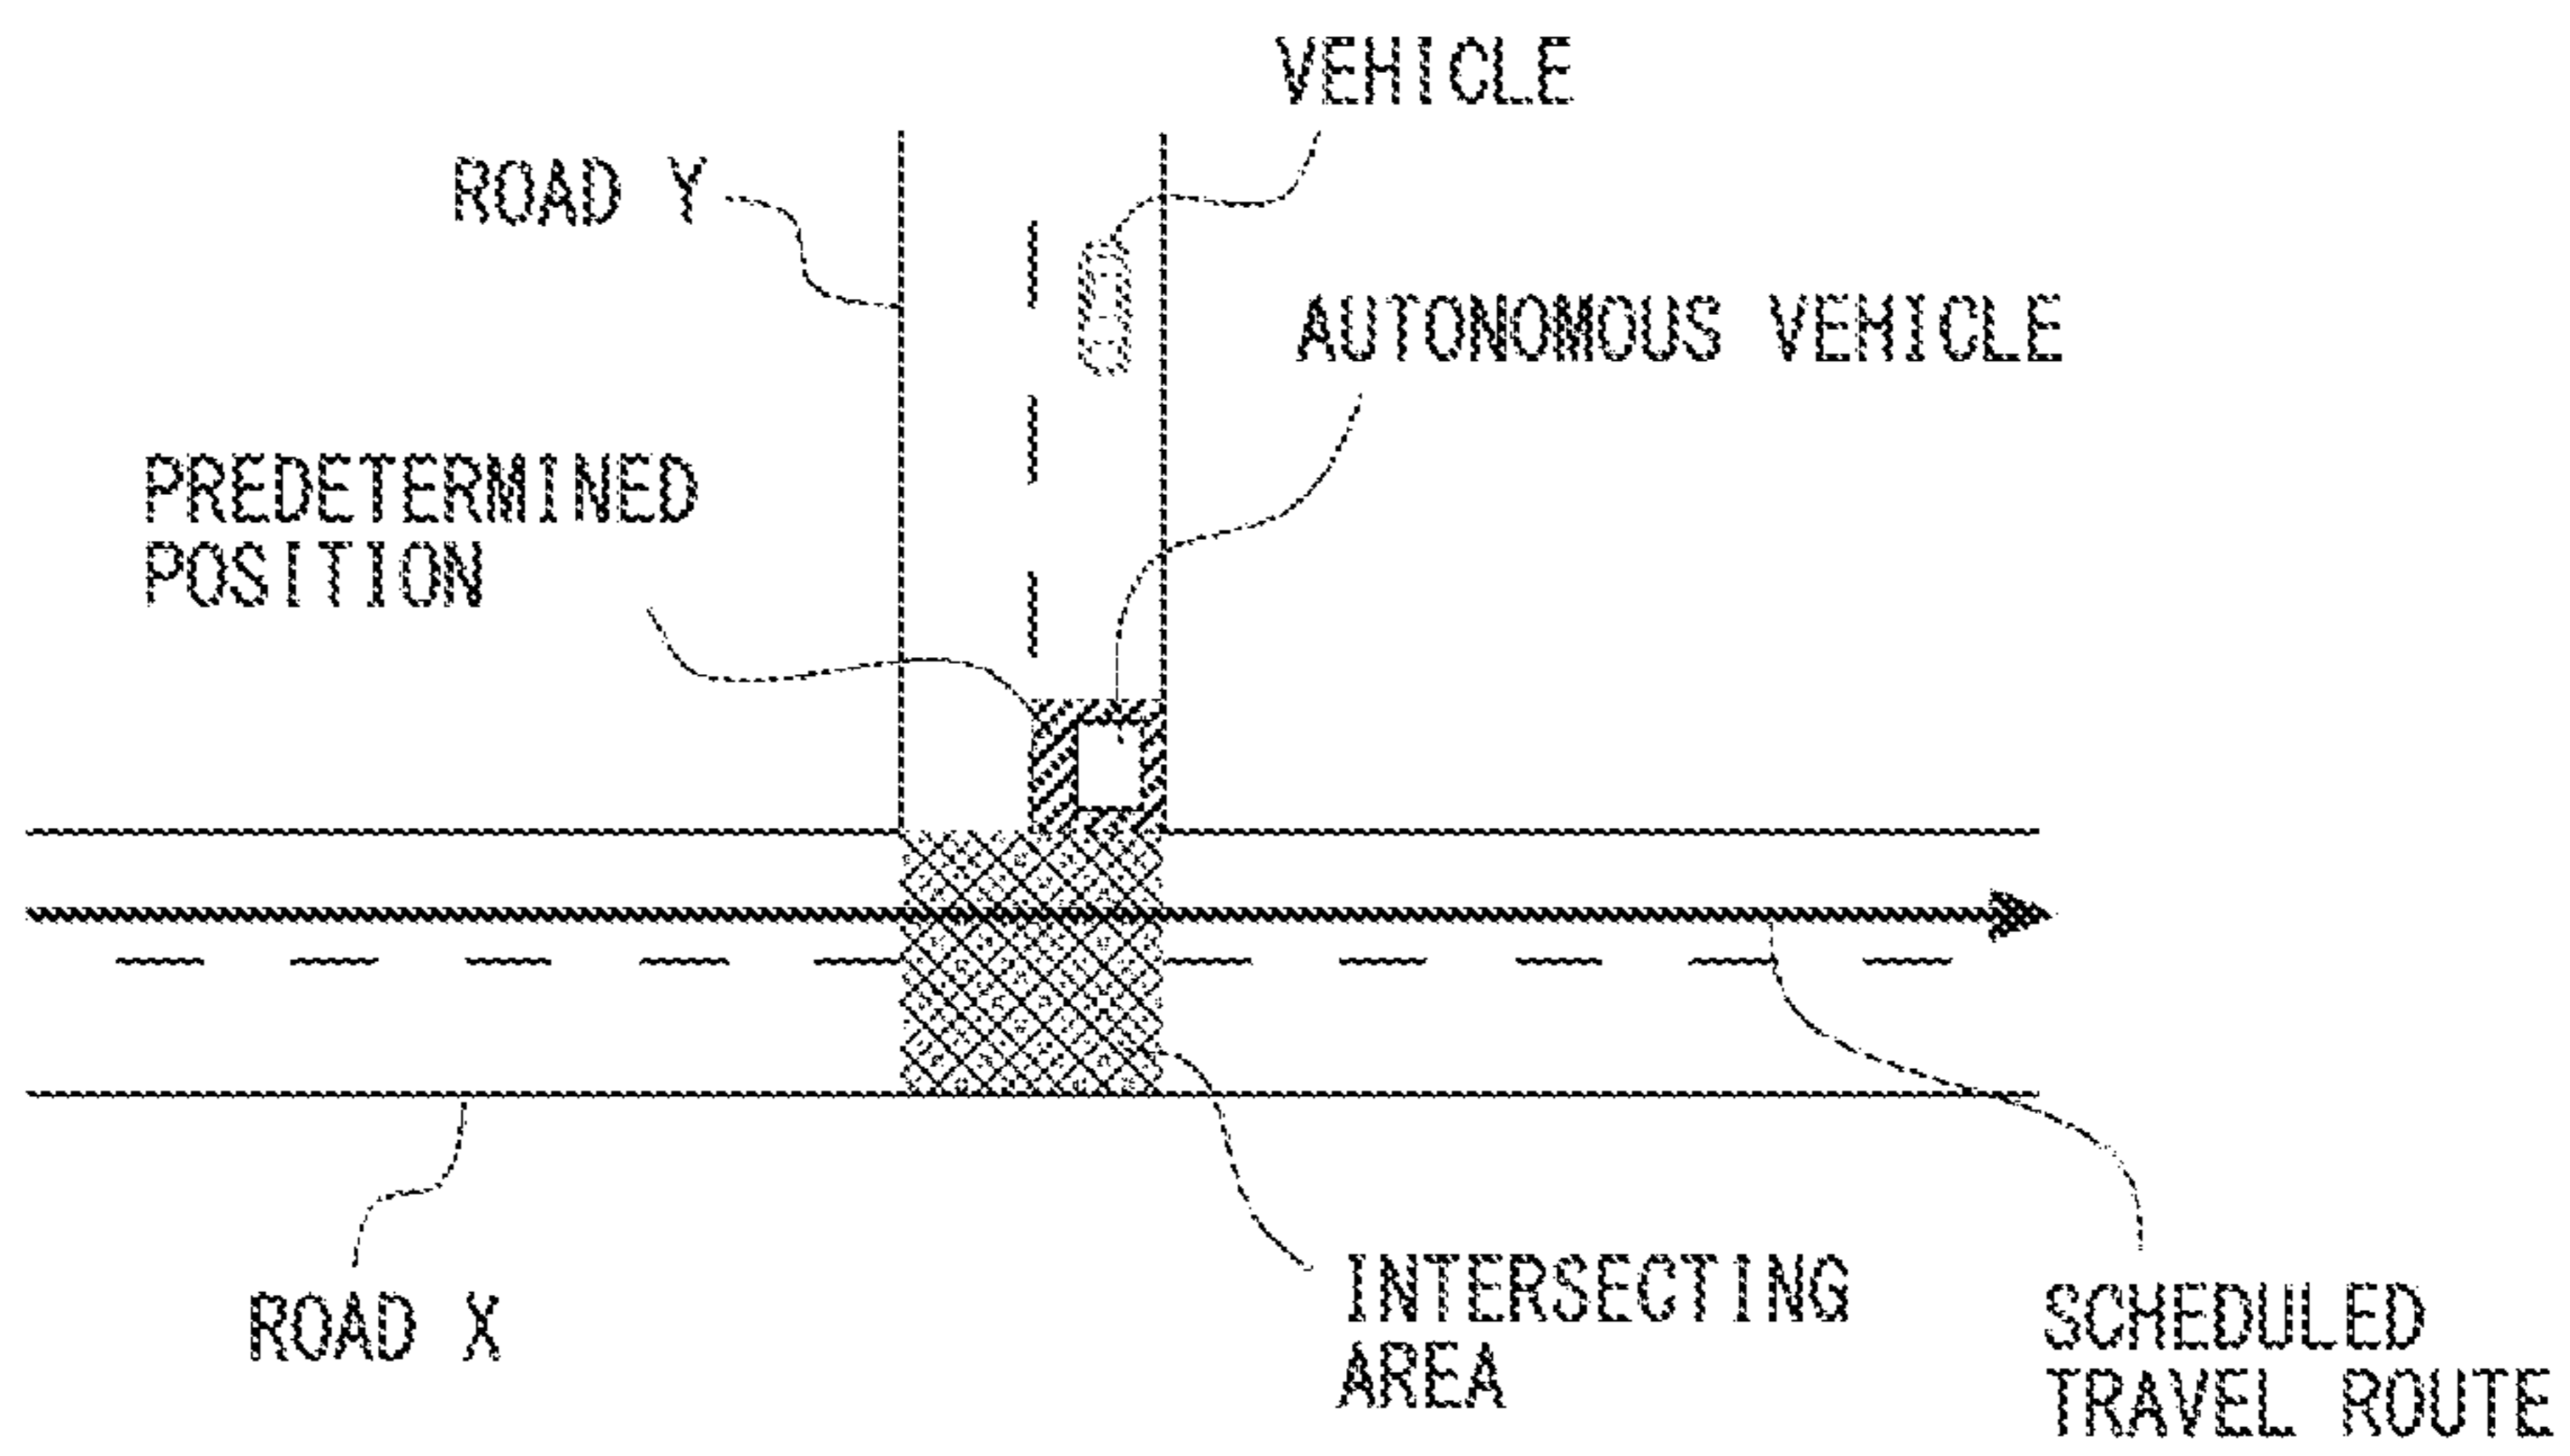 VEHICLE
ROAD Y
AUTONOMOUS VEHICLE
PREDETERMINED
POSITION
ROAD X
INTERSECTING
AREA
SCHEDULED
TRAVEL ROUTE